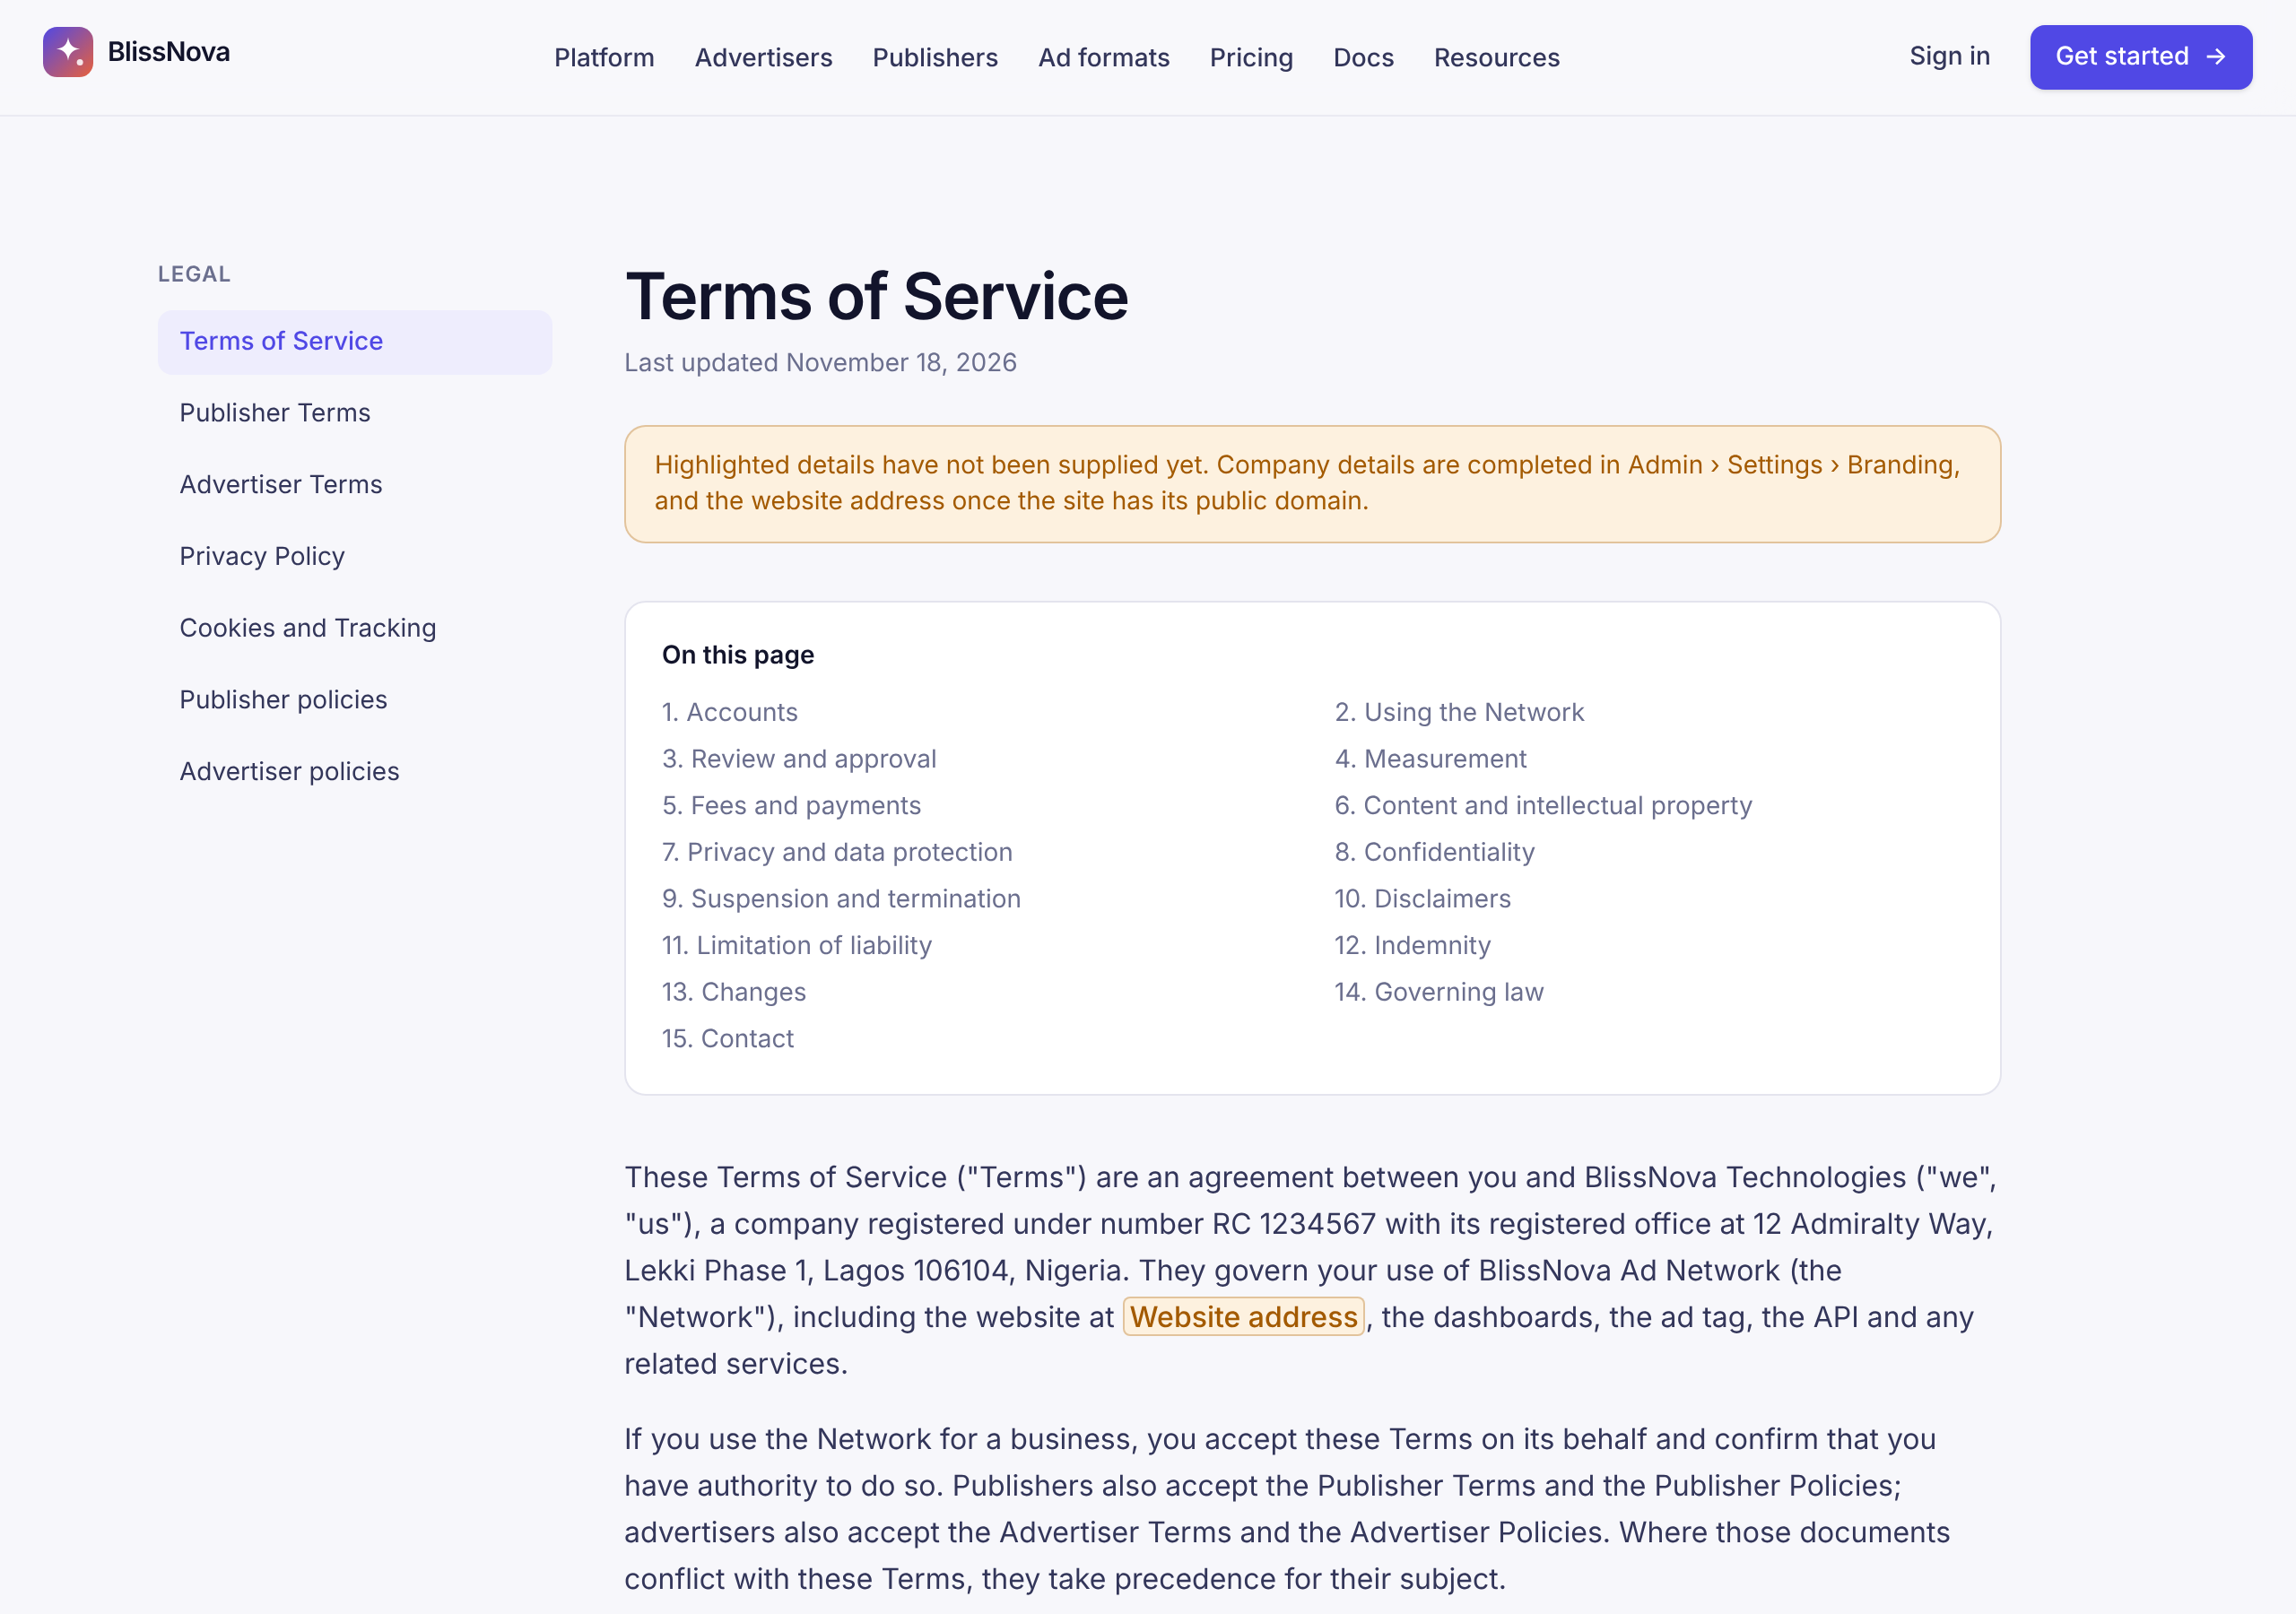 BlissNova
Platform
Advertisers
Publishers
Ad formats
Pricing
Docs
Resources
Sign in
Get started →
LEGAL
Terms of Service
Publisher Terms
Advertiser Terms
Privacy Policy
Cookies and Tracking
Publisher policies
Advertiser policies
Terms of Service
Last updated November 18, 2026
Highlighted details have not been supplied yet. Company details are completed in Admin › Settings › Branding,
and the website address once the site has its public domain.
On this page
1. Accounts
2. Using the Network
3. Review and approval
4. Measurement
5. Fees and payments
6. Content and intellectual property
7. Privacy and data protection
8. Confidentiality
9. Suspension and termination
10. Disclaimers
11. Limitation of liability
12. Indemnity
13. Changes
14. Governing law
15. Contact
These Terms of Service ("Terms") are an agreement between you and BlissNova Technologies ("we",
"us"), a company registered under number RC 1234567 with its registered office at 12 Admiralty Way,
Lekki Phase 1, Lagos 106104, Nigeria. They govern your use of BlissNova Ad Network (the
"Network"), including the website at Website address, the dashboards, the ad tag, the API and any
related services.
If you use the Network for a business, you accept these Terms on its behalf and confirm that you
have authority to do so. Publishers also accept the Publisher Terms and the Publisher Policies;
advertisers also accept the Advertiser Terms and the Advertiser Policies. Where those documents
conflict with these Terms, they take precedence for their subject.